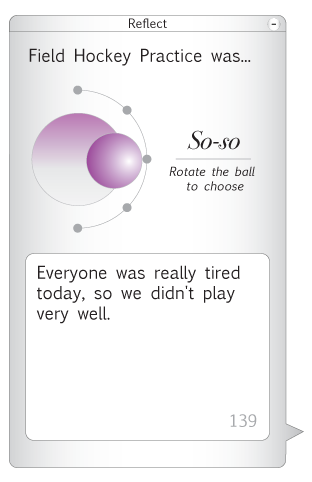 Reflect
Field Hockey Practice was...
So-so
Rotate the ball
to choose
Everyone was really tired
today, so we didn't play
very well.
139